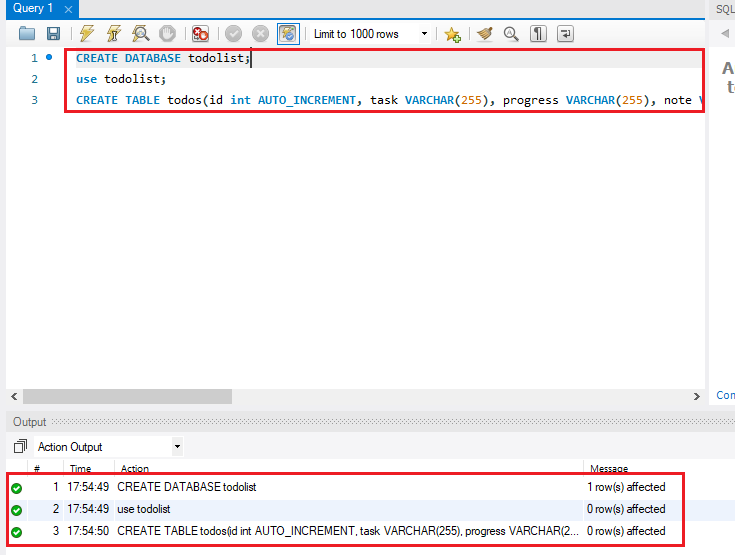 Query 1
SQL
Limit to 1000 rows
1 CREATE DATABASE todolist;
2 use todolist;
3 CREATE TABLE todos(id int AUTO_INCREMENT, task VARCHAR(255), progress VARCHAR(255), note V
A
t
Con
Output
Action Output
# Time Action Message
1 17:54:49 CREATE DATABASE todolist 1 row(s) affected
2 17:54:49 use todolist 0 row(s) affected
3 17:54:50 CREATE TABLE todos(id int AUTO_INCREMENT, task VARCHAR(255), progress VARCHAR(2... 0 row(s) affected